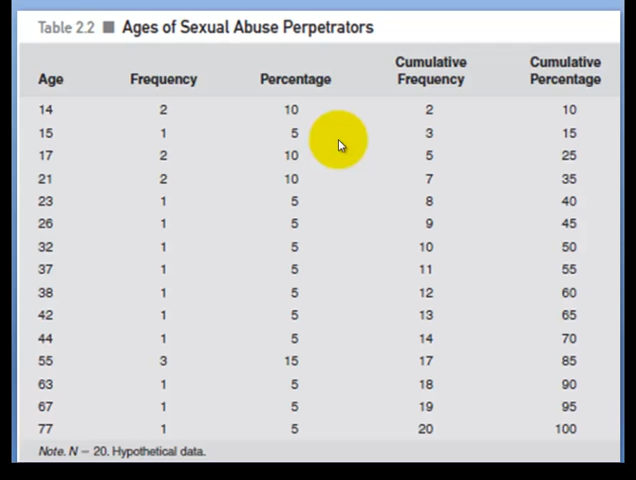 Table 2.2 ■ Ages of Sexual Abuse Perpetrators
Age Frequency Percentage Cumulative Frequency Cumulative Percentage
14 2 10 2 10
15 1 5 3 15
17 2 10 5 25
21 2 10 7 35
23 1 5 8 40
26 1 5 9 45
32 1 5 10 50
37 1 5 11 55
38 1 5 12 60
42 1 5 13 65
44 1 5 14 70
55 3 15 17 85
63 1 5 18 90
67 1 5 19 95
77 1 5 20 100
Note. N – 20. Hypothetical data.